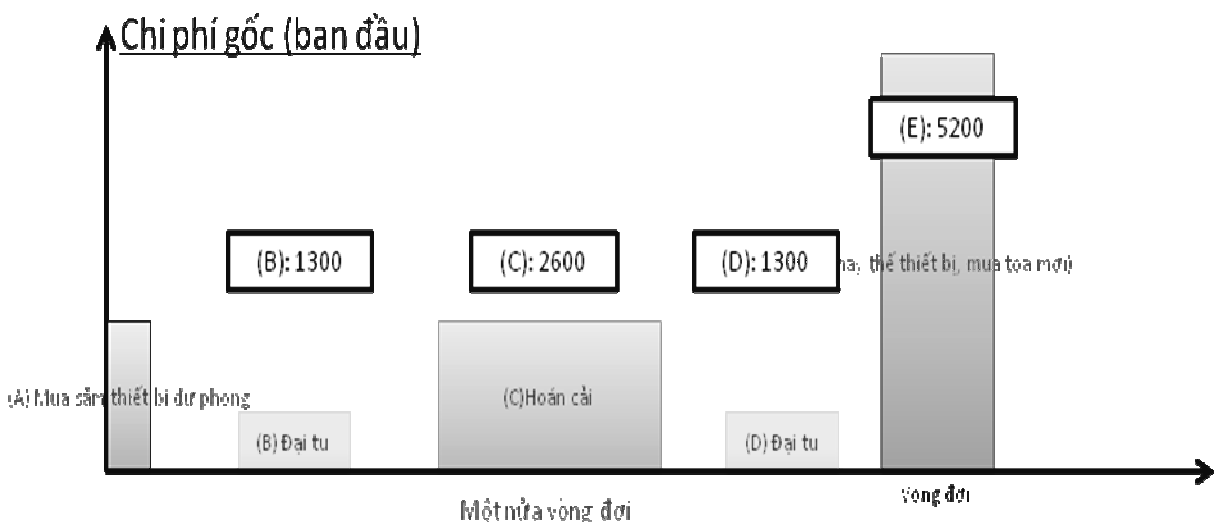 Chi phí gốc (ban đầu)
(E): 5200
(B): 1300
(C): 2600
(D): 1300
thế thiết bị, mua toa mới)
(A) Mua sắm thiết bị dự phong
(C)Hoán cải
(B) Đại tu
(D) Đại tu
Vòng đời
Một nửa vòng đời